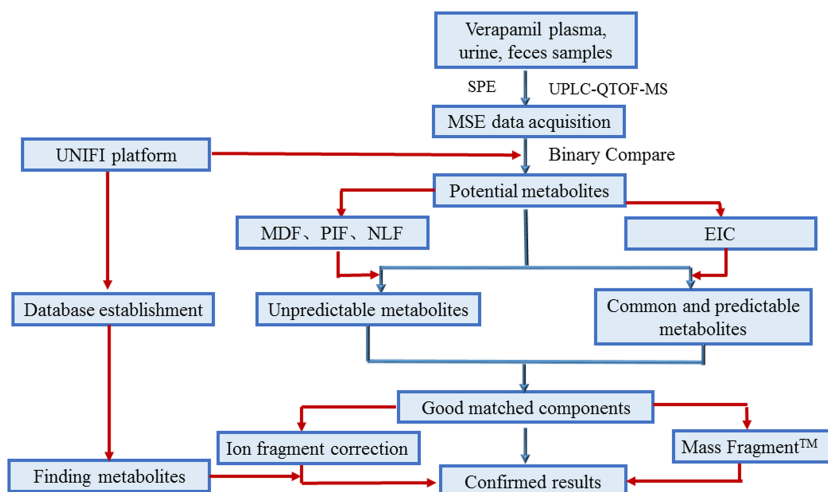 Verapamil plasma,
urine, feces samples
SPE
UPLC-QTOF-MS
MSE data acquisition
UNIFI platform
Binary Compare
Potential metabolites
MDF、PIF、NLF
EIC
Database establishment
Unpredictable metabolites
Common and predictable
metabolites
Good matched components
Ion fragment correction
Mass Fragment™
Finding metabolites
Confirmed results